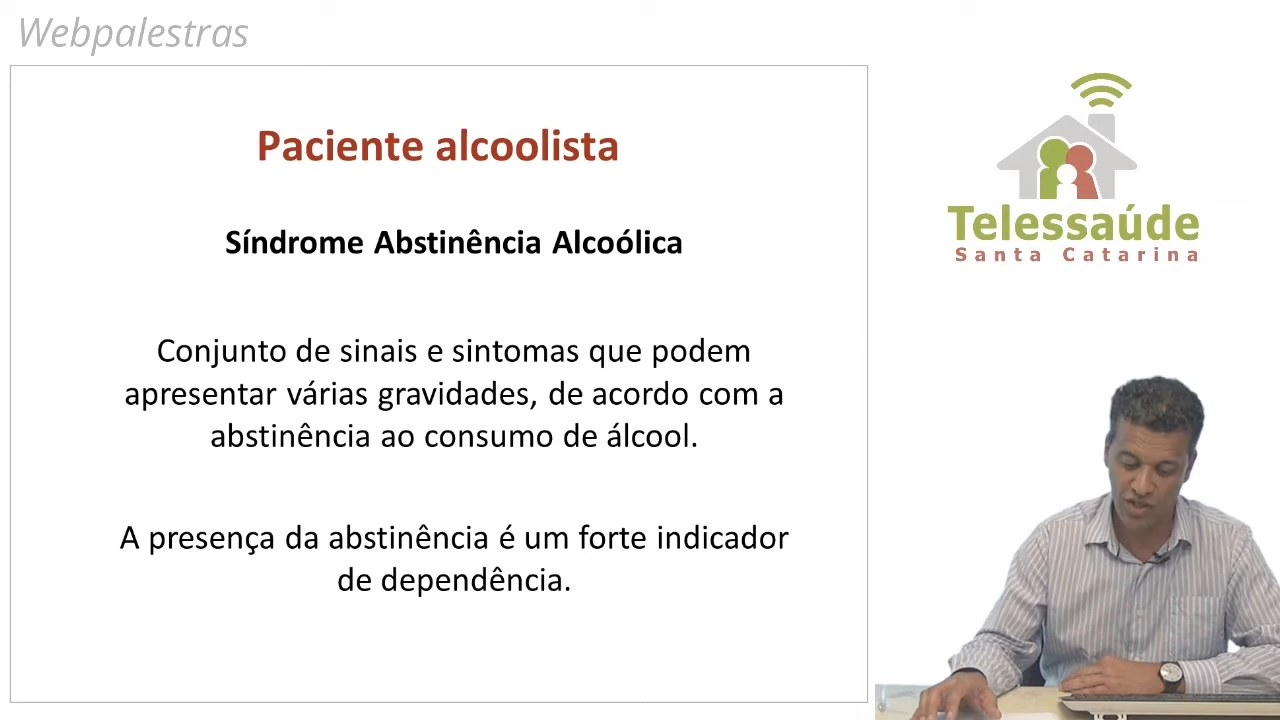 Webpalestras
Paciente alcoolista
Síndrome Abstinência Alcoólica
Conjunto de sinais e sintomas que podem
apresentar várias gravidades, de acordo com a
abstinência ao consumo de álcool.
A presença da abstinência é um forte indicador
de dependência.
Telessaúde
Santa Catarina